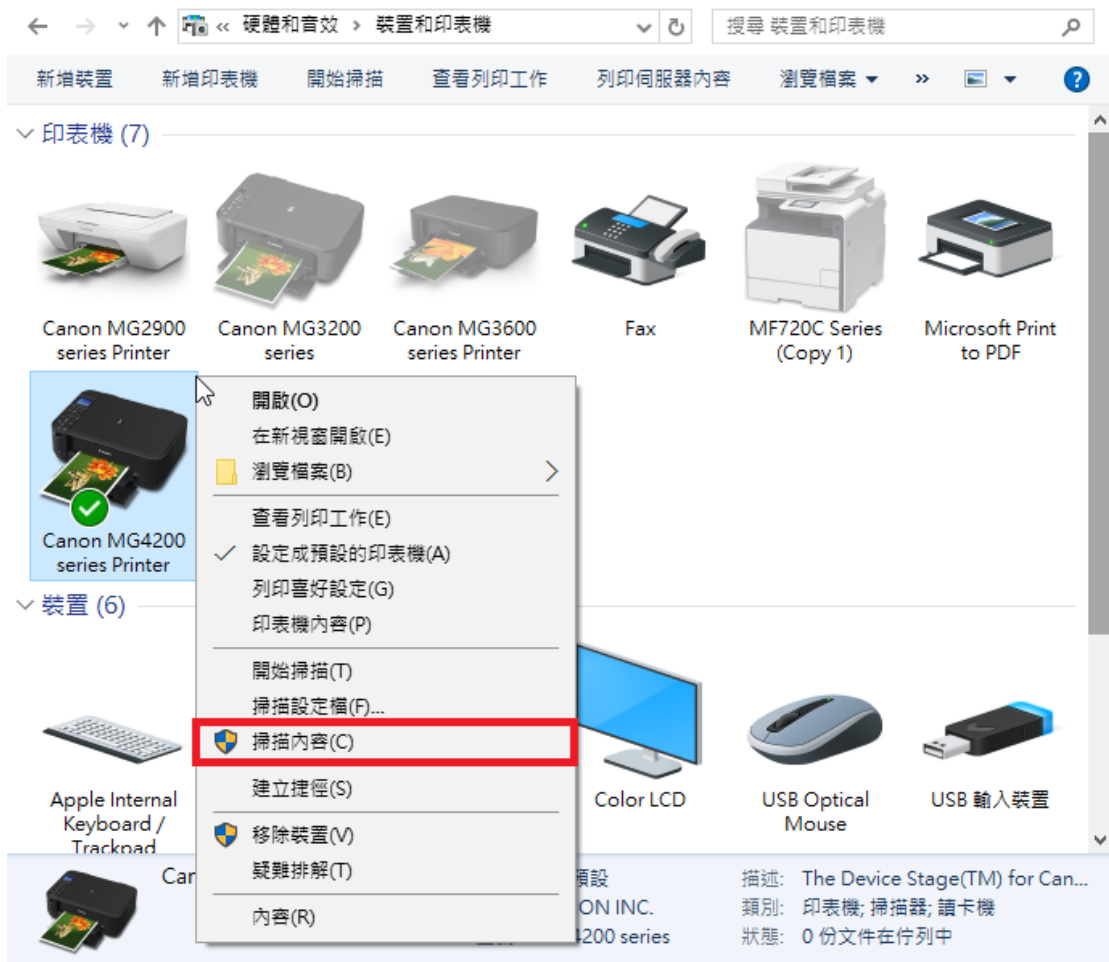 « 硬體和音效 › 裝置和印表機
搜尋 裝置和印表機
新增裝置 新增印表機 開始掃描 查看列印工作 列印伺服器內容 瀏覽檔案 »
印表機 (7)
Canon MG2900 series Printer
Canon MG3200 series
Canon MG3600 series Printer
Fax
MF720C Series (Copy 1)
Microsoft Print to PDF
Canon MG4200 series Printer
開啟(O)
在新視窗開啟(E)
瀏覽檔案(B)
查看列印工作(E)
設定成預設的印表機(A)
列印喜好設定(G)
印表機內容(P)
開始掃描(T)
掃描設定檔(F)...
掃描內容(C)
建立捷徑(S)
移除裝置(V)
疑難排解(T)
內容(R)
裝置 (6)
Apple Internal Keyboard / Trackpad
Color LCD
USB Optical Mouse
USB 輸入裝置
Car
預設
ON INC.
4200 series
描述: The Device Stage(TM) for Can...
類別: 印表機; 掃描器; 讀卡機
狀態: 0 份文件在佇列中